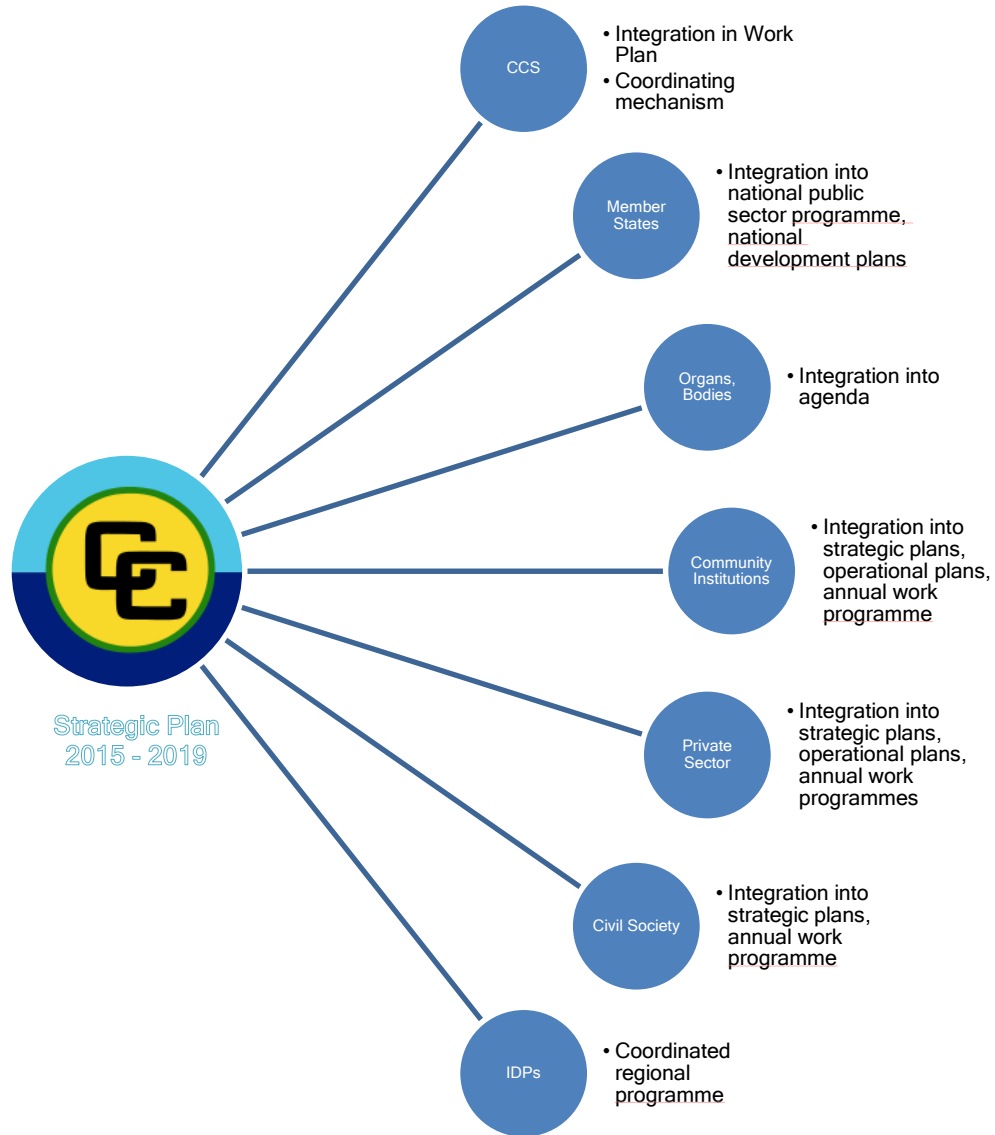 CCS
• Integration in Work
Plan
• Coordinating
mechanism
Member
States
• Integration into
national public
sector programme,
national
development plans
Organs,
Bodies
• Integration into
agenda
CC
Strategic Plan
2015 - 2019
Community
Institutions
• Integration into
strategic plans,
operational plans,
annual work
programme
Private
Sector
• Integration into
strategic plans,
operational plans,
annual work
programmes
Civil Society
• Integration into
strategic plans,
annual work
programme
IDPs
• Coordinated
regional
programme